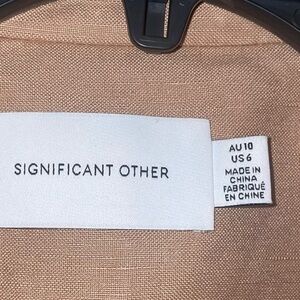 SIGNIFICANT OTHER
AU 10
US 6
MADE IN
CHINA
FABRIQUÉ
EN CHINE